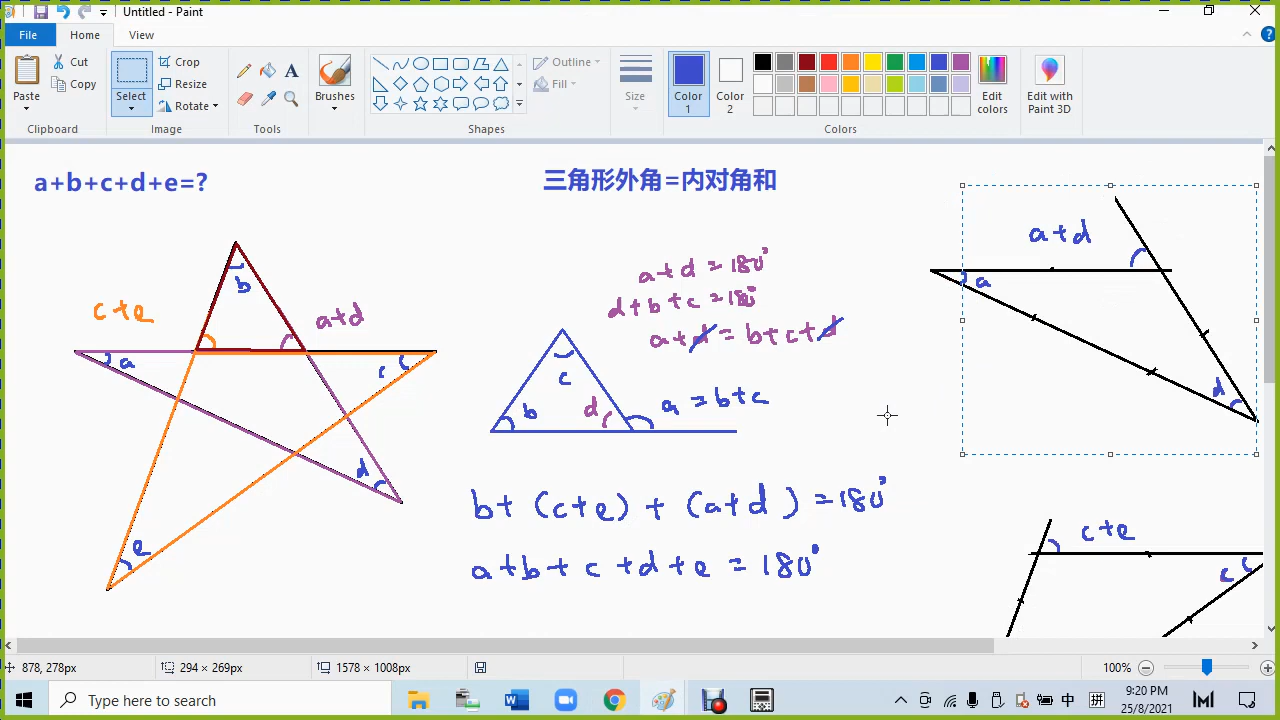 Untitled - Paint
File Home View
Paste Cut Copy Clipboard
Select Crop Resize Rotate Image
Tools
Brushes
Shapes
Outline Fill
Size
Color 1 Color 2 Edit colors Edit with Paint 3D
Colors
a+b+c+d+e=?
三角形外角=内对角和
b
c+e
a+d
a
c
d
e
a+d=180°
d+b+c=180°
a+d=b+c+d
c
b
d
a=b+c
b+(c+e)+(a+d)=180°
a+b+c+d+e=180°
a+d
a
d
c+e
c
878, 278px 294 × 269px 1578 × 1008px 100%
Type here to search
中 拼
9:20 PM
25/8/2021